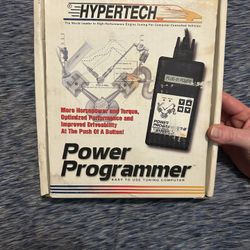 HYPERTECH
The World Leader In High-Performance Engine Tuning For Computer Controlled Vehicles
More Horsepower and Torque,
Optimized Performance and
Improved Driveability
At The Push Of A Button!
POWER
Power
Programmer
EASY TO USE TUNING COMPUTER